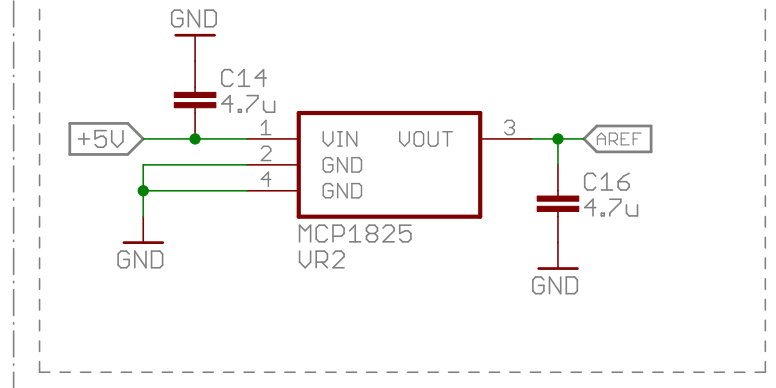 GND
C14
4.7u
+5V
1
VIN
VOUT
3
AREF
2
GND
4
GND
C16
4.7u
MCP1825
VR2
GND
GND